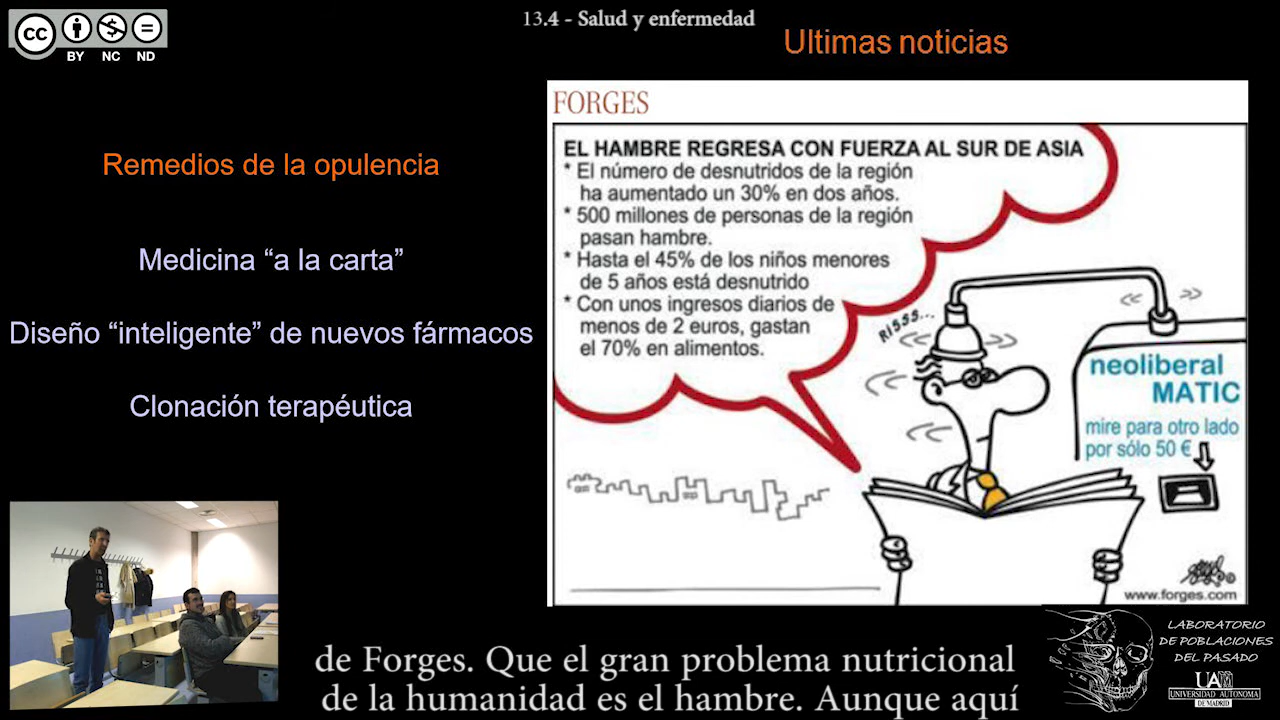 cc
BY NC ND
13.4 - Salud y enfermedad
Ultimas noticias
Remedios de la opulencia
Medicina “a la carta”
Diseño “inteligente” de nuevos fármacos
Clonación terapéutica
FORGES
EL HAMBRE REGRESA CON FUERZA AL SUR DE ASIA
* El número de desnutridos de la región
ha aumentado un 30% en dos años.
* 500 millones de personas de la región
pasan hambre.
* Hasta el 45% de los niños menores
de 5 años está desnutrido
* Con unos ingresos diarios de
menos de 2 euros, gastan
el 70% en alimentos.
RISSS...
neoliberal
MATIC
mire para otro lado
por sólo 50 €
www.forges.com
de Forges. Que el gran problema nutricional
de la humanidad es el hambre. Aunque aquí
LABORATORIO
DE POBLACIONES
DEL PASADO
UAM
UNIVERSIDAD AUTONOMA
DE MADRID